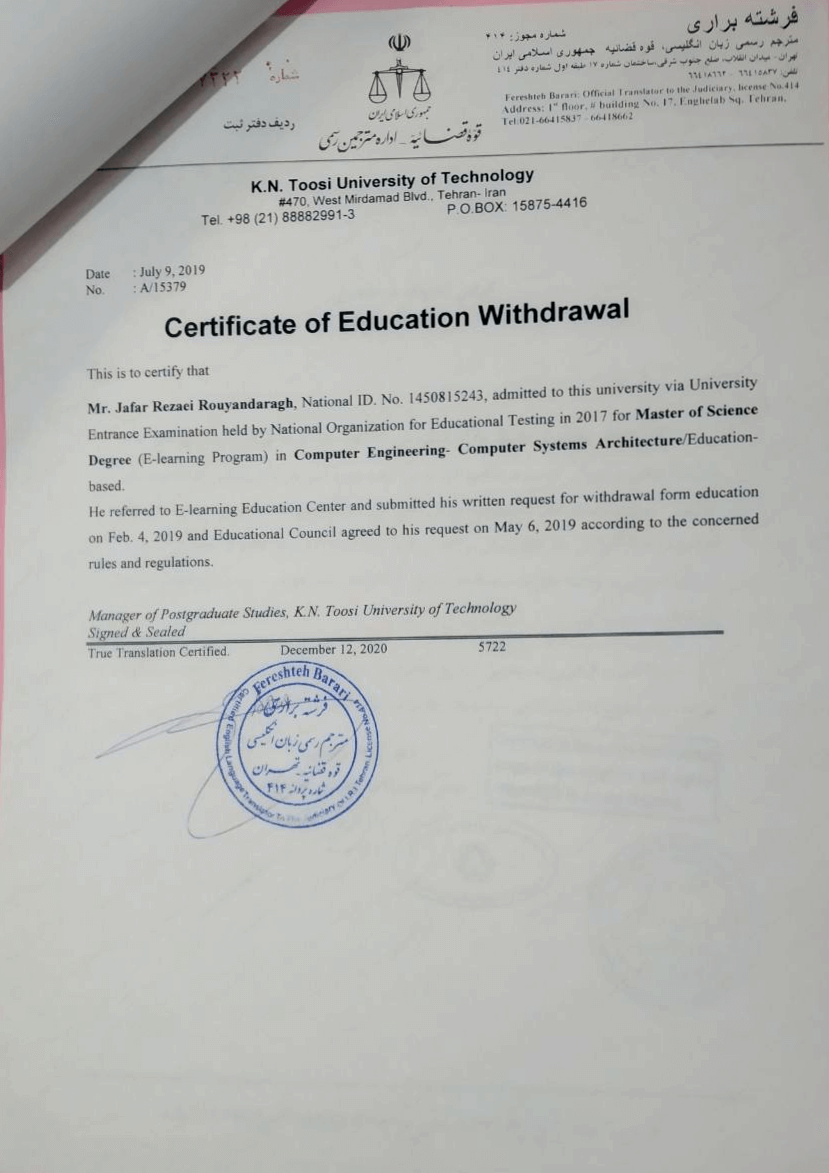 فرشته براری
شماره مجوز: ۴۱۴
مترجم رسمی زبان انگلیسی، قوه قضائیه جمهوری اسلامی ایران
تهران - میدان انقلاب، ضلع جنوب شرقی، ساختمان شماره ۱۷ طبقه اول شماره دفتر ٤١٤
تلفن: ٦٦٤١٥٨٣٧ - ٦٦٤١٨٦٦٢
Fereshteh Barari: Official Translator to the Judiciary, license No.414
Address: 1st floor, # building No. 17, Enghelab Sq. Tehran.
Tel:021-66415837 - 66418662
جمهوری اسلامی ایران
قوه قضائیه - اداره مترجمین رسمی
شماره
ردیف دفتر ثبت
K.N. Toosi University of Technology
#470, West Mirdamad Blvd., Tehran- Iran
Tel. +98 (21) 88882991-3 P.O.BOX: 15875-4416
Date : July 9, 2019
No. : A/15379
Certificate of Education Withdrawal
This is to certify that
Mr. Jafar Rezaei Rouyandaragh, National ID. No. 1450815243, admitted to this university via University
Entrance Examination held by National Organization for Educational Testing in 2017 for Master of Science
Degree (E-learning Program) in Computer Engineering- Computer Systems Architecture/Education-
based.
He referred to E-learning Education Center and submitted his written request for withdrawal form education
on Feb. 4, 2019 and Educational Council agreed to his request on May 6, 2019 according to the concerned
rules and regulations.
Manager of Postgraduate Studies, K.N. Toosi University of Technology
Signed & Sealed
True Translation Certified. December 12, 2020 5722
Fereshteh Barari
Certified English Language Translator To The Judiciary Of I.R.I Tehran License No.414
فرشته براری
مترجم رسمی زبان انگلیسی
قوه قضائیه - تهران
شماره پروانه ۴۱۴